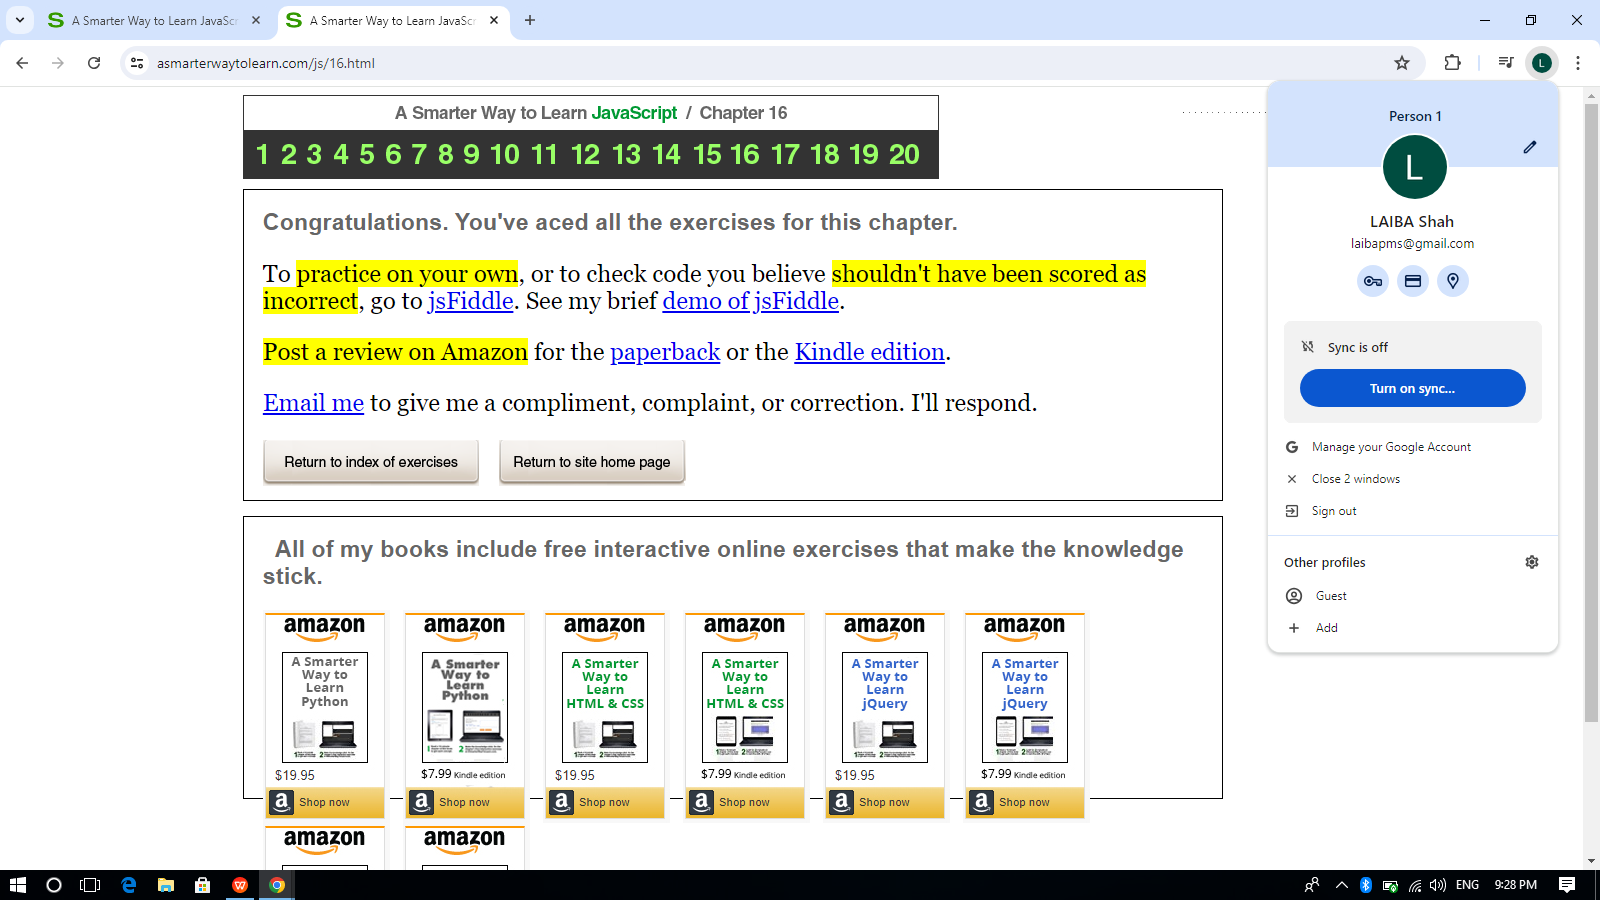 A Smarter Way to Learn JavaSc
A Smarter Way to Learn JavaSc
asmarterwaytolearn.com/js/16.html
L
A Smarter Way to Learn JavaScript / Chapter 16
1 2 3 4 5 6 7 8 9 10 11 12 13 14 15 16 17 18 19 20
Congratulations. You've aced all the exercises for this chapter.
To practice on your own, or to check code you believe shouldn't have been scored as
incorrect, go to jsFiddle. See my brief demo of jsFiddle.
Post a review on Amazon for the paperback or the Kindle edition.
Email me to give me a compliment, complaint, or correction. I'll respond.
Return to index of exercises Return to site home page
All of my books include free interactive online exercises that make the knowledge
stick.
amazon amazon amazon amazon amazon amazon
A Smarter A Smarter A Smarter A Smarter A Smarter A Smarter
Way to Way to Way to Way to Way to Way to
Learn Learn Learn Learn Learn Learn
Python Python HTML & CSS HTML & CSS jQuery jQuery
$19.95 $7.99 Kindle edition $19.95 $7.99 Kindle edition $19.95 $7.99 Kindle edition
Shop now Shop now Shop now Shop now Shop now Shop now
amazon amazon
Person 1
L
LAIBA Shah
laibapms@gmail.com
Sync is off
Turn on sync...
Manage your Google Account
Close 2 windows
Sign out
Other profiles
Guest
Add
ENG 9:28 PM